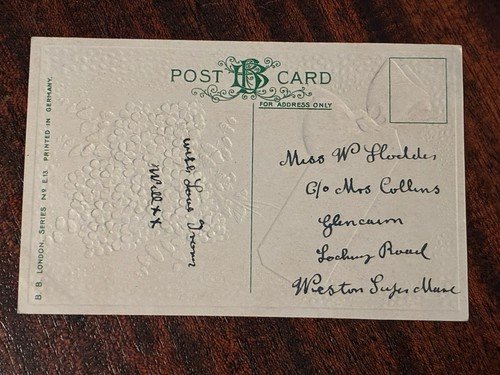 POST BB CARD
FOR ADDRESS ONLY
Miss W Hodder
C/o Mrs Collins
Glencairn
Locking Road
Weston Super Mare
with Love From
Will xx
B. B. LONDON, SERIES No E.13. PRINTED IN GERMANY.